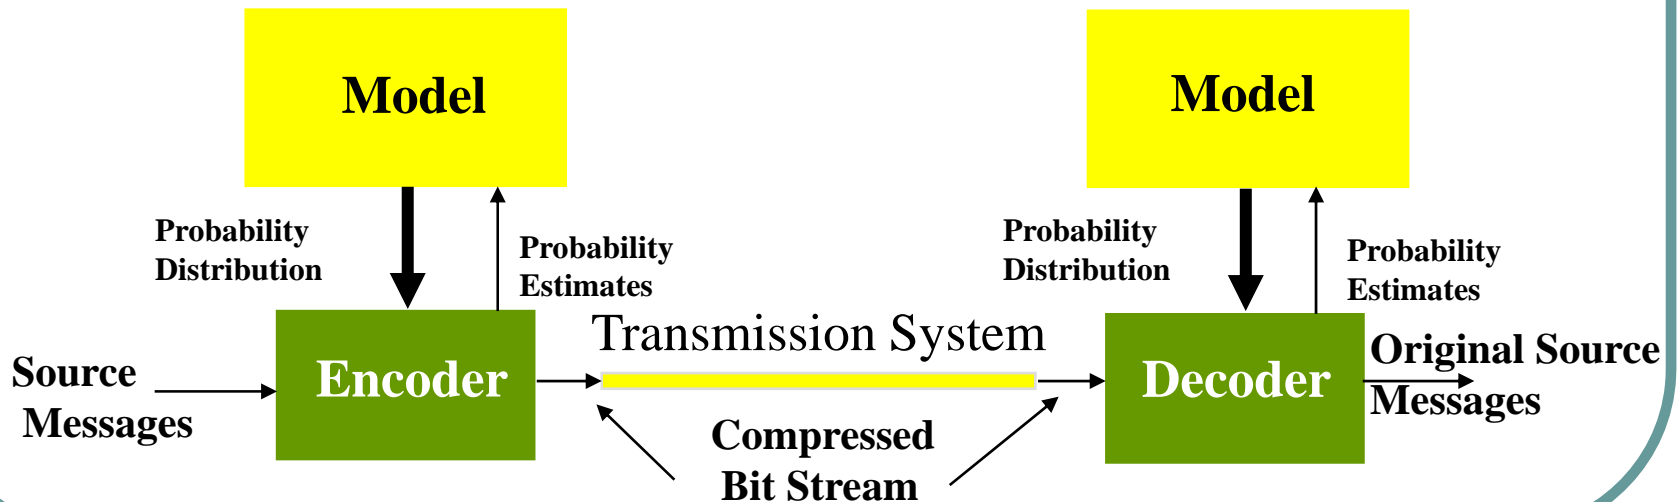 Model
Model
Probability
Distribution
Probability
Estimates
Probability
Distribution
Probability
Estimates
Transmission System
Source
Messages
Encoder
Decoder
Original Source
Messages
Compressed
Bit Stream